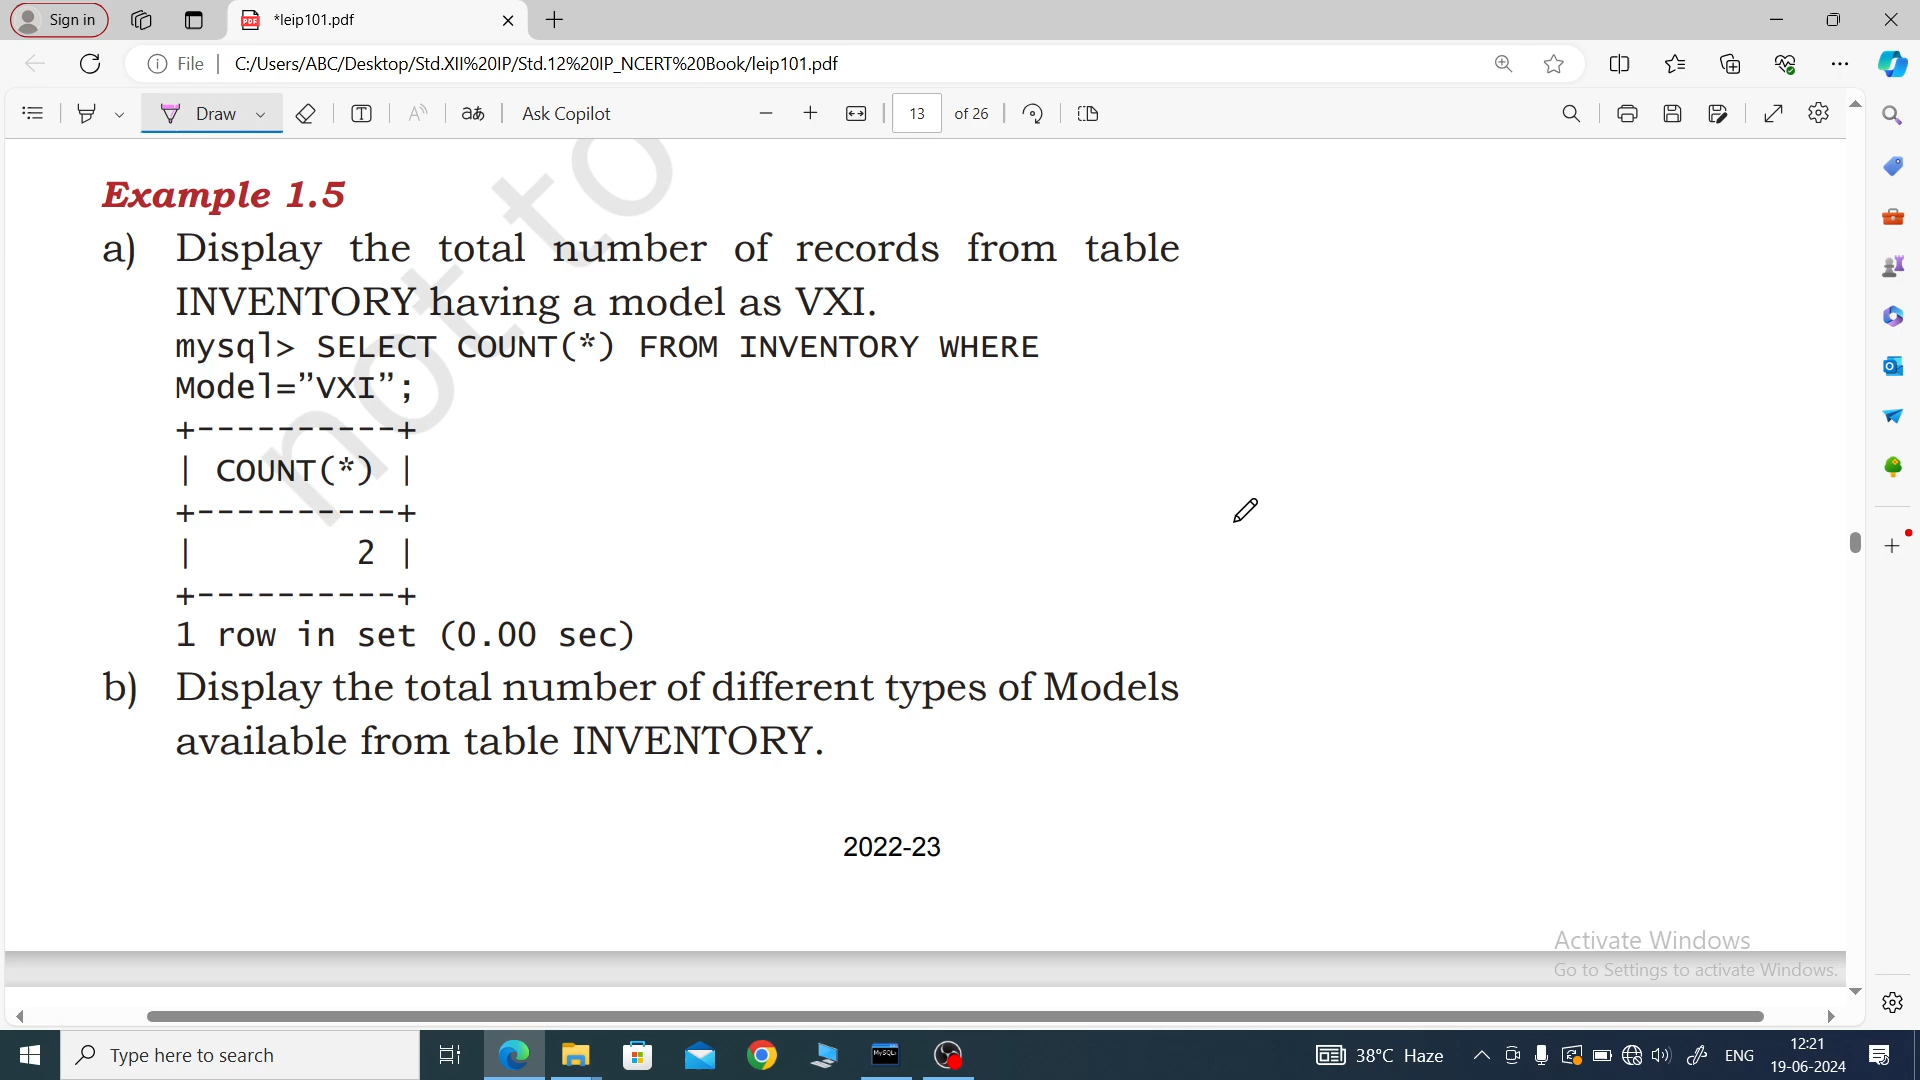 Sign in
*leip101.pdf
File
C:/Users/ABC/Desktop/Std.XII%20IP/Std.12%20IP_NCERT%20Book/leip101.pdf
Draw
aあ
Ask Copilot
13
of 26
not to
Example 1.5
a) Display the total number of records from table
INVENTORY having a model as VXI.
mysql> SELECT COUNT(*) FROM INVENTORY WHERE
Model=”VXI”;
+----------+
| COUNT(*) |
+----------+
|        2 |
+----------+
1 row in set (0.00 sec)
b) Display the total number of different types of Models
available from table INVENTORY.
2022-23
Activate Windows
Go to Settings to activate Windows.
Type here to search
38°C Haze
ENG
12:21
19-06-2024